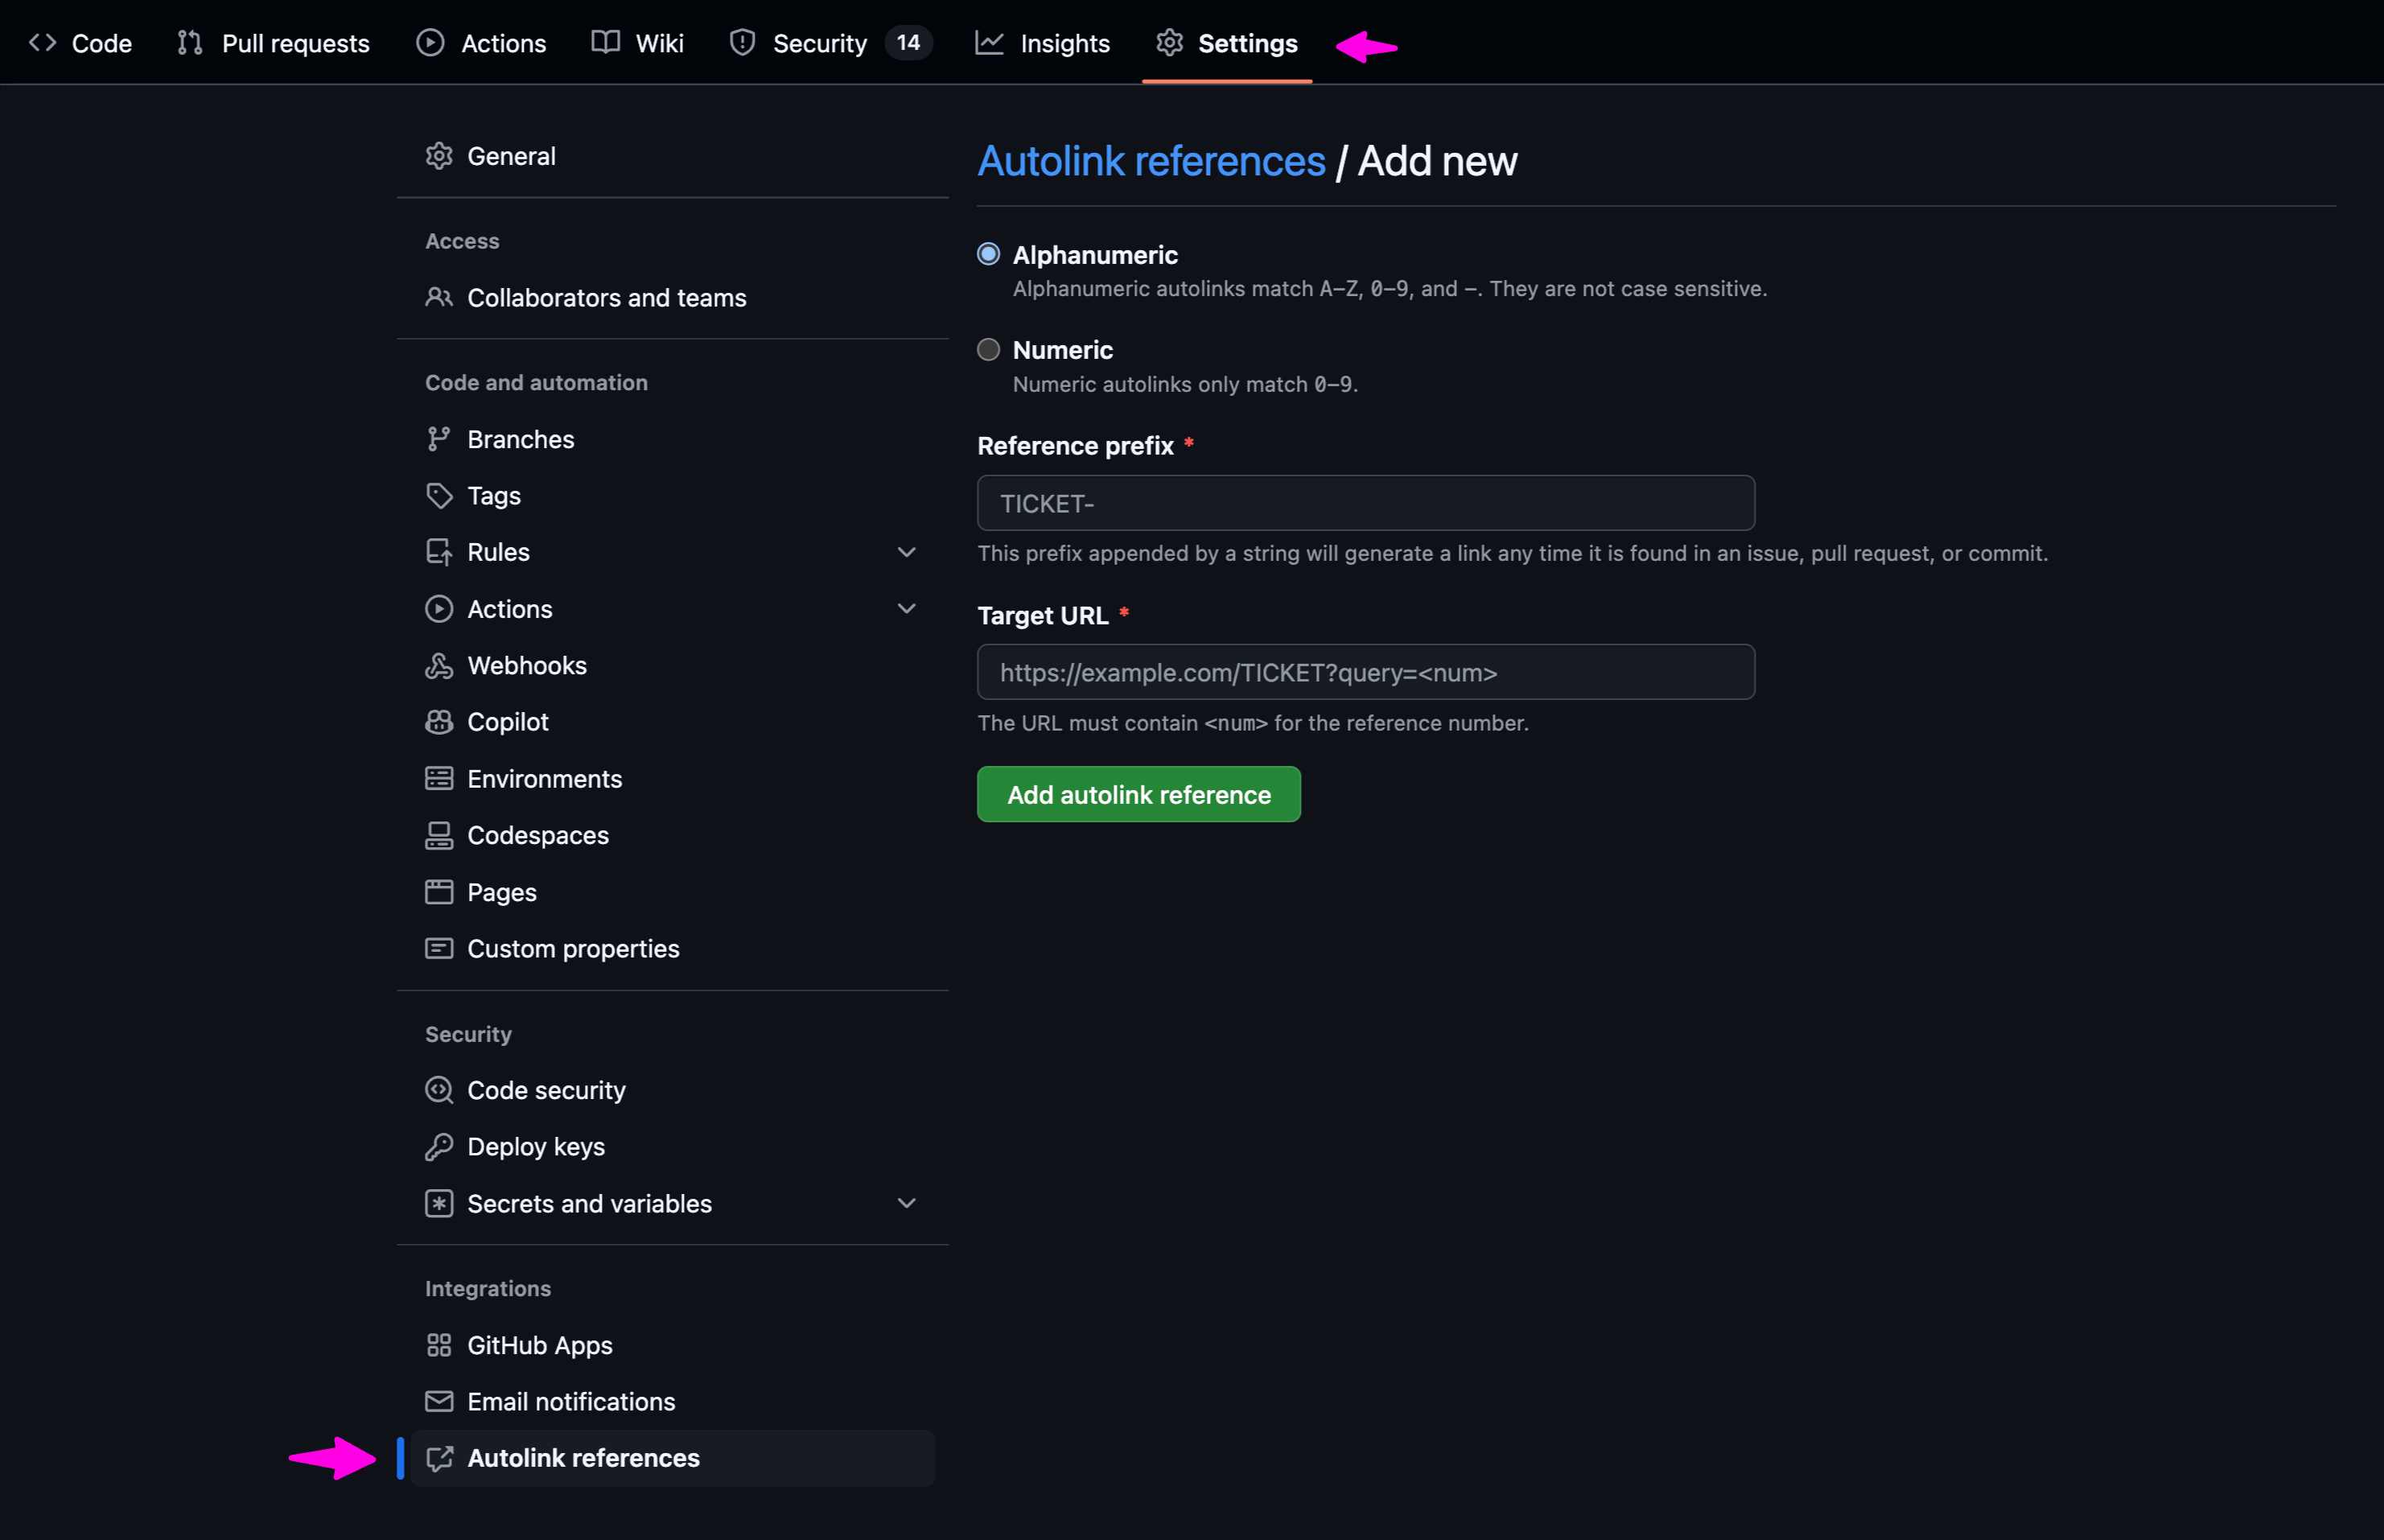 Code Pull requests Actions Wiki Security 14 Insights Settings
General
Access
Collaborators and teams
Code and automation
Branches
Tags
Rules
Actions
Webhooks
Copilot
Environments
Codespaces
Pages
Custom properties
Security
Code security
Deploy keys
Secrets and variables
Integrations
GitHub Apps
Email notifications
Autolink references
Autolink references / Add new
Alphanumeric
Alphanumeric autolinks match A-Z, 0-9, and -. They are not case sensitive.
Numeric
Numeric autolinks only match 0-9.
Reference prefix *
TICKET-
This prefix appended by a string will generate a link any time it is found in an issue, pull request, or commit.
Target URL *
https://example.com/TICKET?query=<num>
The URL must contain <num> for the reference number.
Add autolink reference